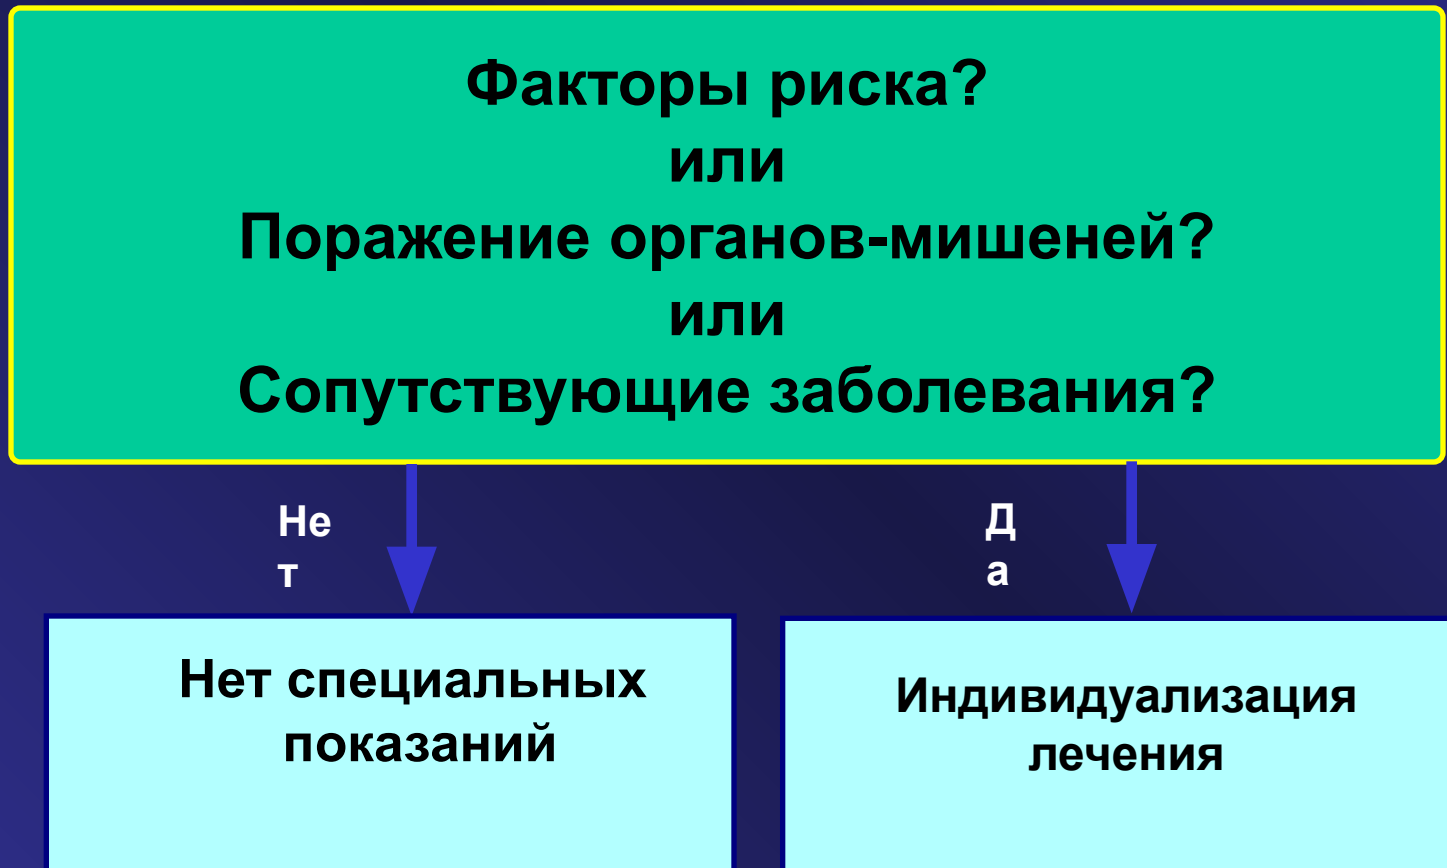 Факторы риска?
или
Поражение органов-мишеней?
или
Сопутствующие заболевания?
Не
т
Д
а
Нет специальных
показаний
Индивидуализация
лечения